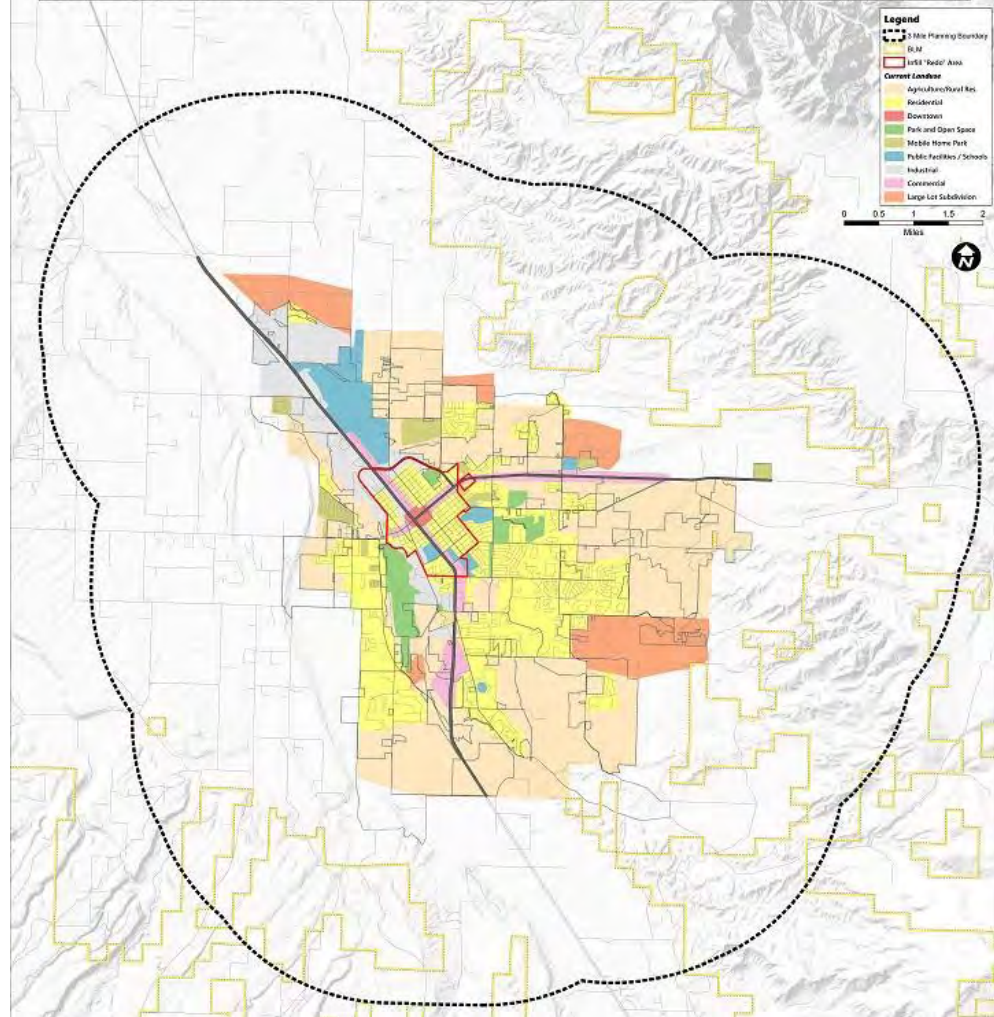 Legend
3 Mile Planning Boundary
BLM
Infill "Redo" Area
Current Landuse
Agriculture/Rural Res.
Residential
Downtown
Park and Open Space
Mobile Home Park
Public Facilities / Schools
Industrial
Commercial
Large Lot Subdivision
0 0.5 1 1.5 2
Miles
N